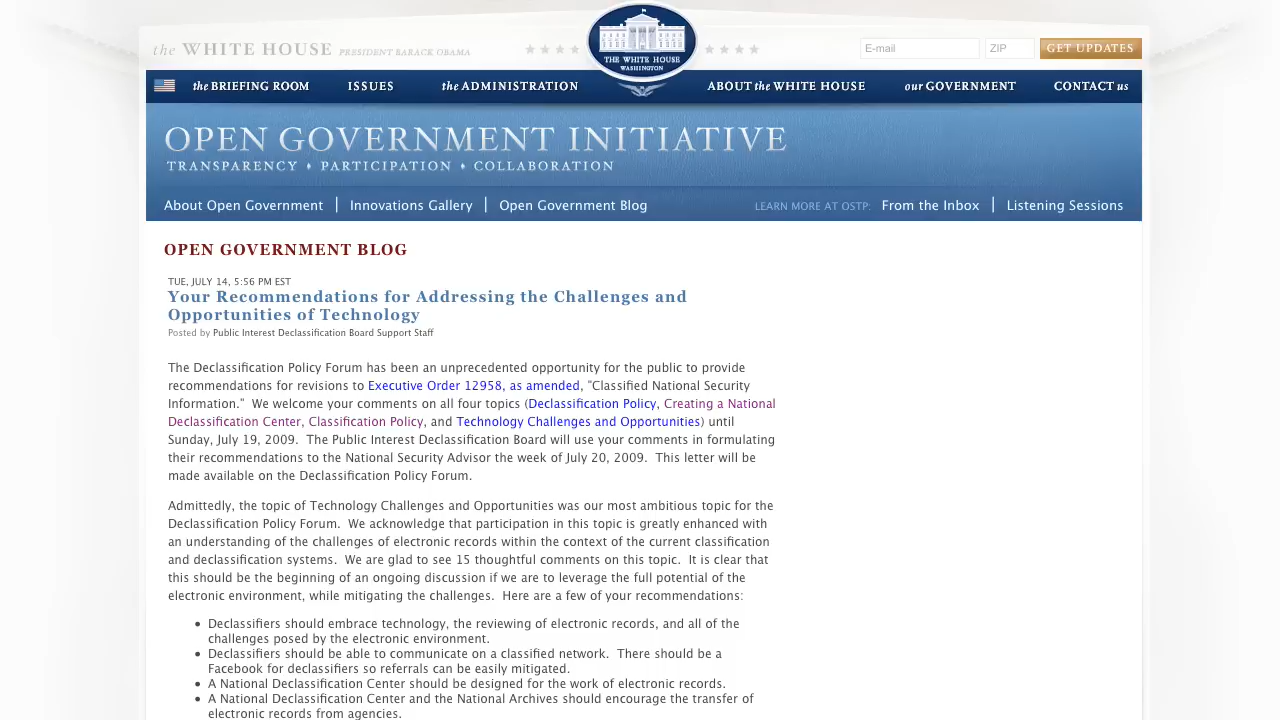 the WHITE HOUSE PRESIDENT BARACK OBAMA
THE WHITE HOUSE
WASHINGTON
E-mail
ZIP
GET UPDATES
the BRIEFING ROOM
ISSUES
the ADMINISTRATION
ABOUT the WHITE HOUSE
our GOVERNMENT
CONTACT us
OPEN GOVERNMENT INITIATIVE
TRANSPARENCY • PARTICIPATION • COLLABORATION
About Open Government | Innovations Gallery | Open Government Blog
LEARN MORE AT OSTP: From the Inbox | Listening Sessions
OPEN GOVERNMENT BLOG
TUE, JULY 14, 5:56 PM EST
Your Recommendations for Addressing the Challenges and
Opportunities of Technology
Posted by Public Interest Declassification Board Support Staff
The Declassification Policy Forum has been an unprecedented opportunity for the public to provide
recommendations for revisions to Executive Order 12958, as amended, "Classified National Security
Information."  We welcome your comments on all four topics (Declassification Policy, Creating a National
Declassification Center, Classification Policy, and Technology Challenges and Opportunities) until
Sunday, July 19, 2009.  The Public Interest Declassification Board will use your comments in formulating
their recommendations to the National Security Advisor the week of July 20, 2009.  This letter will be
made available on the Declassification Policy Forum.
Admittedly, the topic of Technology Challenges and Opportunities was our most ambitious topic for the
Declassification Policy Forum.  We acknowledge that participation in this topic is greatly enhanced with
an understanding of the challenges of electronic records within the context of the current classification
and declassification systems.  We are glad to see 15 thoughtful comments on this topic.  It is clear that
this should be the beginning of an ongoing discussion if we are to leverage the full potential of the
electronic environment, while mitigating the challenges.  Here are a few of your recommendations:
• Declassifiers should embrace technology, the reviewing of electronic records, and all of the
challenges posed by the electronic environment.
• Declassifiers should be able to communicate on a classified network.  There should be a
Facebook for declassifiers so referrals can be easily mitigated.
• A National Declassification Center should be designed for the work of electronic records.
• A National Declassification Center and the National Archives should encourage the transfer of
electronic records from agencies.